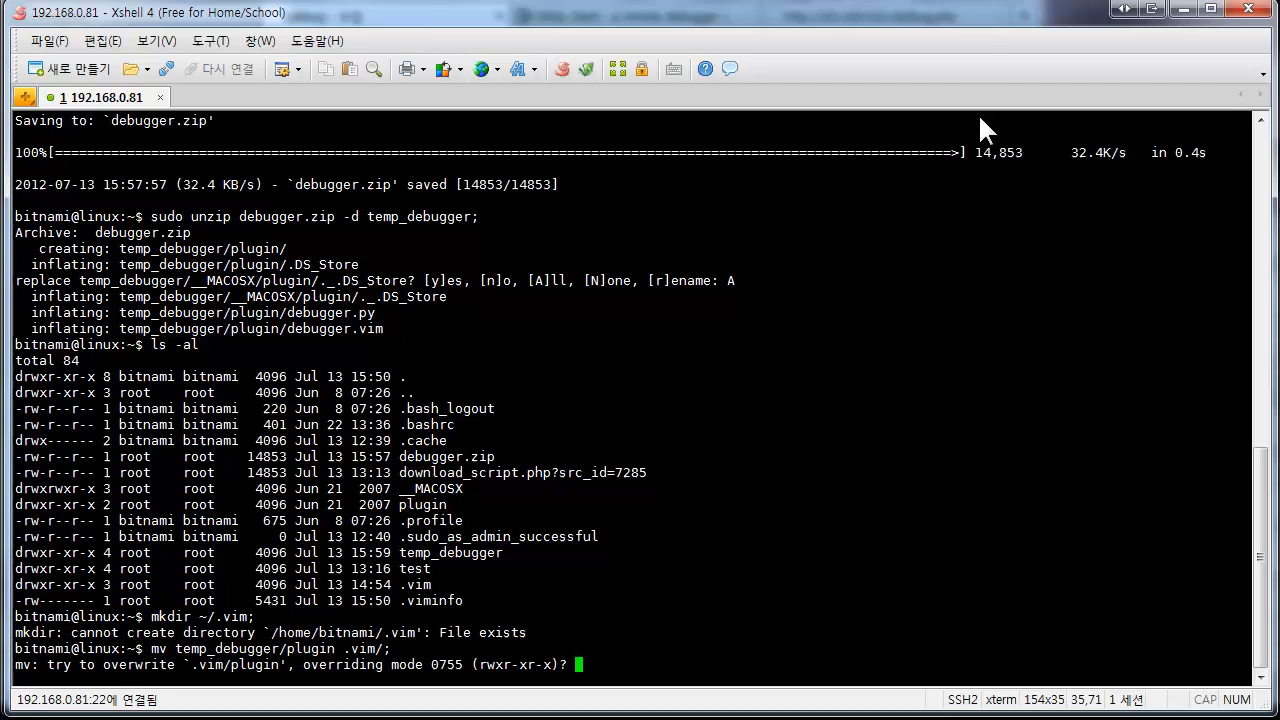 192.168.0.81 - Xshell 4 (Free for Home/School)
파일(F) 편집(E) 보기(V) 도구(T) 창(W) 도움말(H)
새로 만들기 다시 연결
1 192.168.0.81
Saving to: `debugger.zip'
100%[=================================================================================================================>] 14,853      32.4K/s   in 0.4s
2012-07-13 15:57:57 (32.4 KB/s) - `debugger.zip' saved [14853/14853]
bitnami@linux:~$ sudo unzip debugger.zip -d temp_debugger;
Archive:  debugger.zip
   creating: temp_debugger/plugin/
  inflating: temp_debugger/plugin/.DS_Store
replace temp_debugger/__MACOSX/plugin/._.DS_Store? [y]es, [n]o, [A]ll, [N]one, [r]ename: A
  inflating: temp_debugger/__MACOSX/plugin/._.DS_Store
  inflating: temp_debugger/plugin/debugger.py
  inflating: temp_debugger/plugin/debugger.vim
bitnami@linux:~$ ls -al
total 84
drwxr-xr-x 8 bitnami bitnami  4096 Jul 13 15:50 .
drwxr-xr-x 3 root    root     4096 Jun  8 07:26 ..
-rw-r--r-- 1 bitnami bitnami   220 Jun  8 07:26 .bash_logout
-rw-r--r-- 1 bitnami bitnami   401 Jun 22 13:36 .bashrc
drwx------ 2 bitnami bitnami  4096 Jul 13 12:39 .cache
-rw-r--r-- 1 root    root    14853 Jul 13 15:57 debugger.zip
-rw-r--r-- 1 root    root    14853 Jul 13 13:13 download_script.php?src_id=7285
drwxrwxr-x 3 root    root     4096 Jun 21  2007 __MACOSX
drwxr-xr-x 2 root    root     4096 Jun 21  2007 plugin
-rw-r--r-- 1 bitnami bitnami   675 Jun  8 07:26 .profile
-rw-r--r-- 1 bitnami bitnami     0 Jul 13 12:40 .sudo_as_admin_successful
drwxr-xr-x 4 root    root     4096 Jul 13 15:59 temp_debugger
drwxr-xr-x 4 root    root     4096 Jul 13 13:16 test
drwxr-xr-x 3 root    root     4096 Jul 13 14:54 .vim
-rw------- 1 root    root     5431 Jul 13 15:50 .viminfo
bitnami@linux:~$ mkdir ~/.vim;
mkdir: cannot create directory `/home/bitnami/.vim': File exists
bitnami@linux:~$ mv temp_debugger/plugin .vim/;
mv: try to overwrite `.vim/plugin', overriding mode 0755 (rwxr-xr-x)?
192.168.0.81:22에 연결됨 SSH2 xterm 154x35 35,71 1 세션 CAP NUM